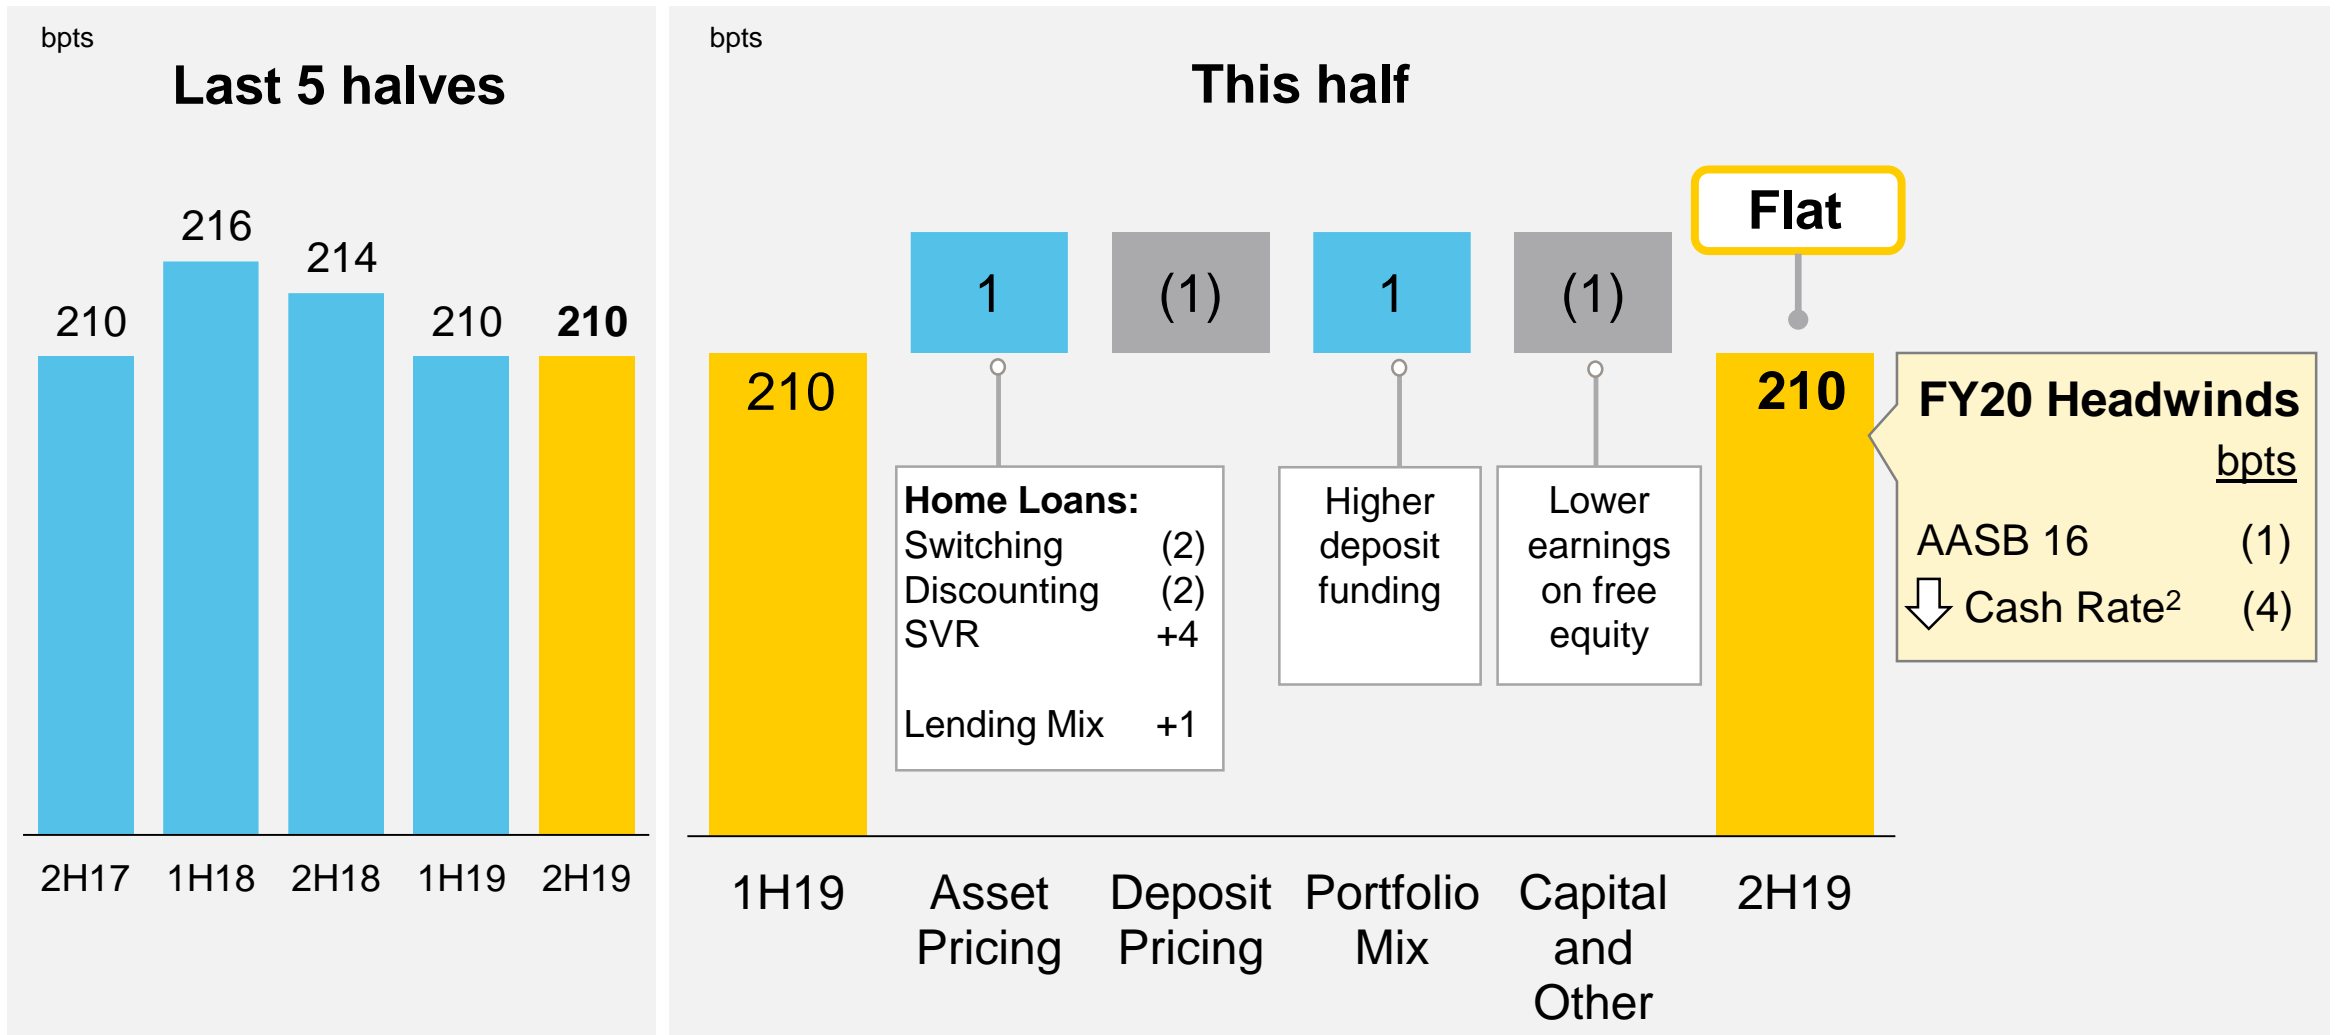 bpts
Last 5 halves
210
216
214
210
210
2H17
1H18
2H18
1H19
2H19
bpts
This half
Flat
1
(1)
1
(1)
210
210
Home Loans:
Switching (2)
Discounting (2)
SVR +4
Lending Mix +1
Higher
deposit
funding
Lower
earnings
on free
equity
FY20 Headwinds
bpts
AASB 16 (1)
Cash Rate2 (4)
1H19
Asset
Pricing
Deposit
Pricing
Portfolio
Mix
Capital
and
Other
2H19